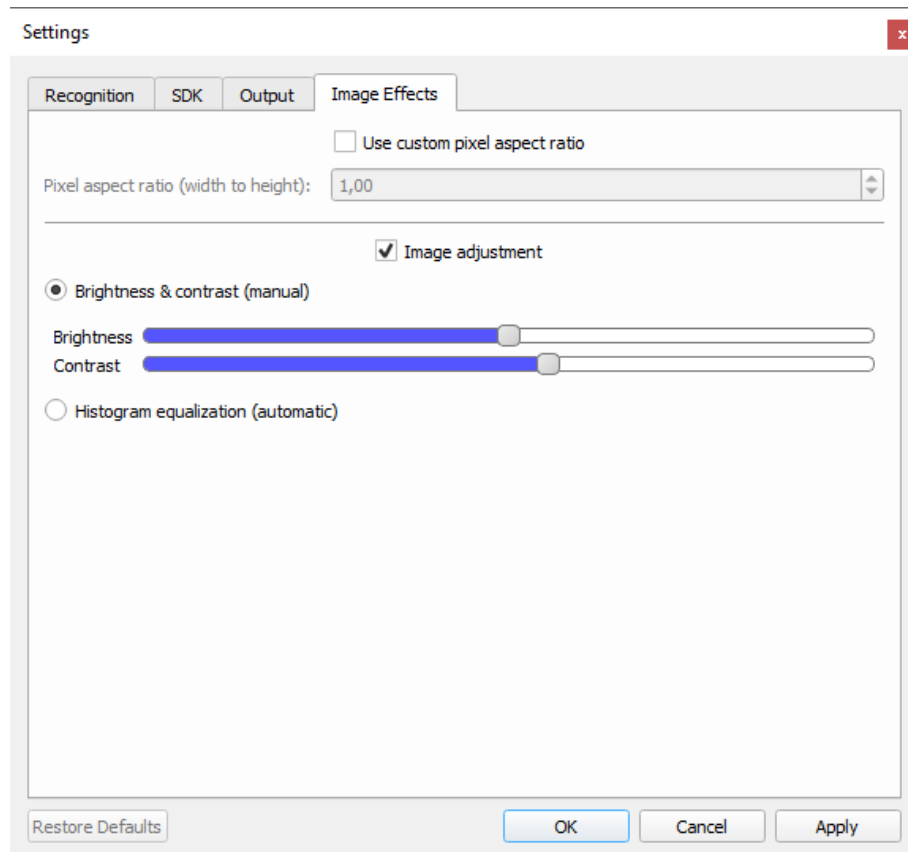 Settings
x
Recognition SDK Output Image Effects
Use custom pixel aspect ratio
Pixel aspect ratio (width to height): 1,00
Image adjustment
Brightness & contrast (manual)
Brightness
Contrast
Histogram equalization (automatic)
Restore Defaults OK Cancel Apply